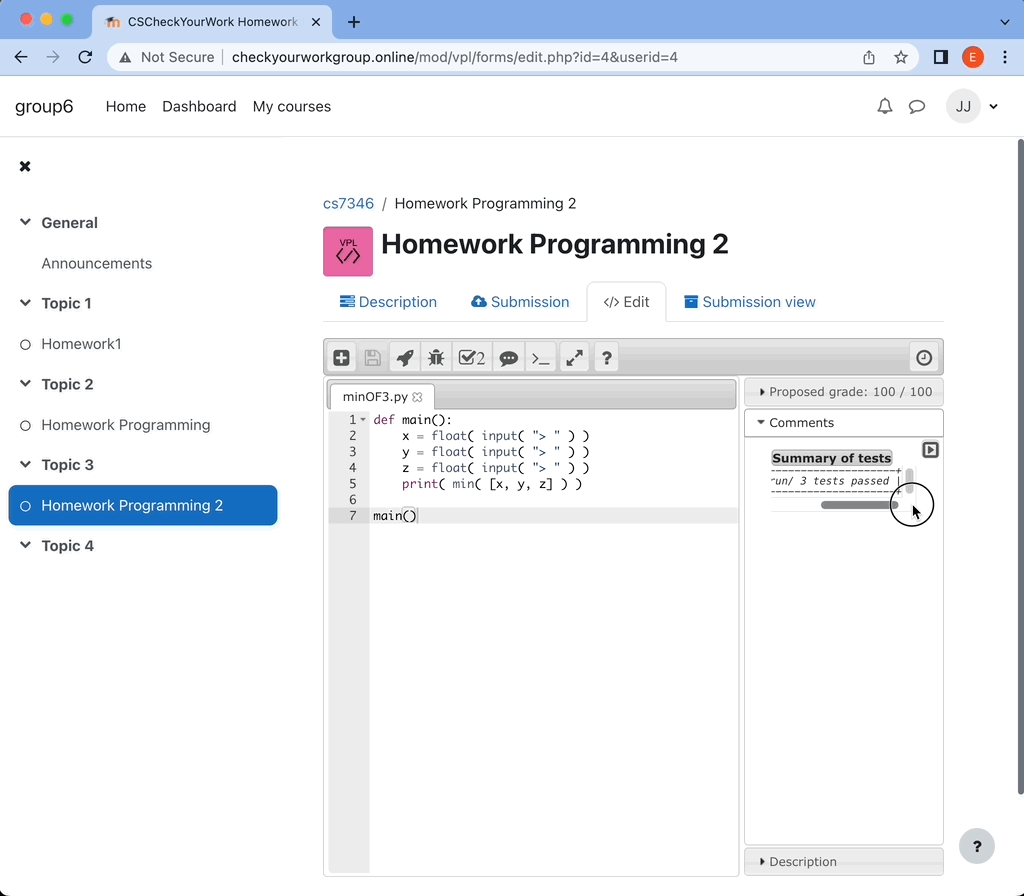 CSCheckYourWork Homework
Not Secure
checkyourworkgroup.online/mod/vpl/forms/edit.php?id=4&userid=4
E
group6
Home
Dashboard
My courses
JJ
General
Announcements
Topic 1
Homework1
Topic 2
Homework Programming
Topic 3
Homework Programming 2
Topic 4
cs7346 / Homework Programming 2
VPL
</>
Homework Programming 2
Description
Submission
</> Edit
Submission view
2
>_
?
minOF3.py
1 def main():
2 x = float( input( "> " ) )
3 y = float( input( "> " ) )
4 z = float( input( "> " ) )
5 print( min( [x, y, z] ) )
6
7 main()
Proposed grade: 100 / 100
Comments
Summary of tests
------------------+
run/ 3 tests passed |
------------------+
Description
?